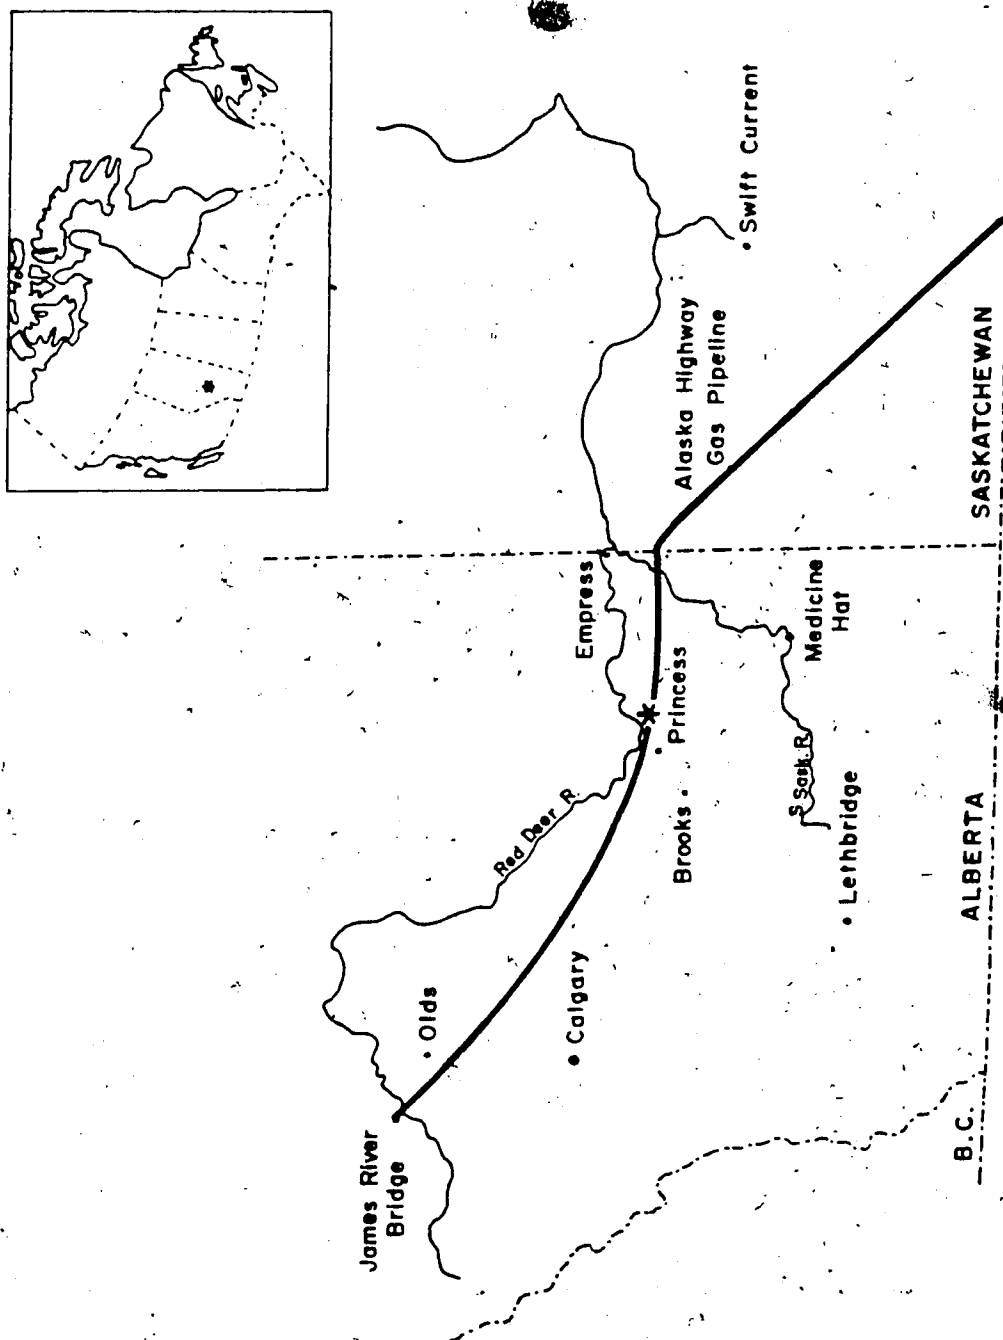 James River
Bridge
Olds
Calgary
Red Deer R.
Empress
Princess
Brooks
Alaska Highway
Gas Pipeline
Swift Current
Medicine
Hat
S Sask. R.
Lethbridge
B.C.
ALBERTA
SASKATCHEWAN